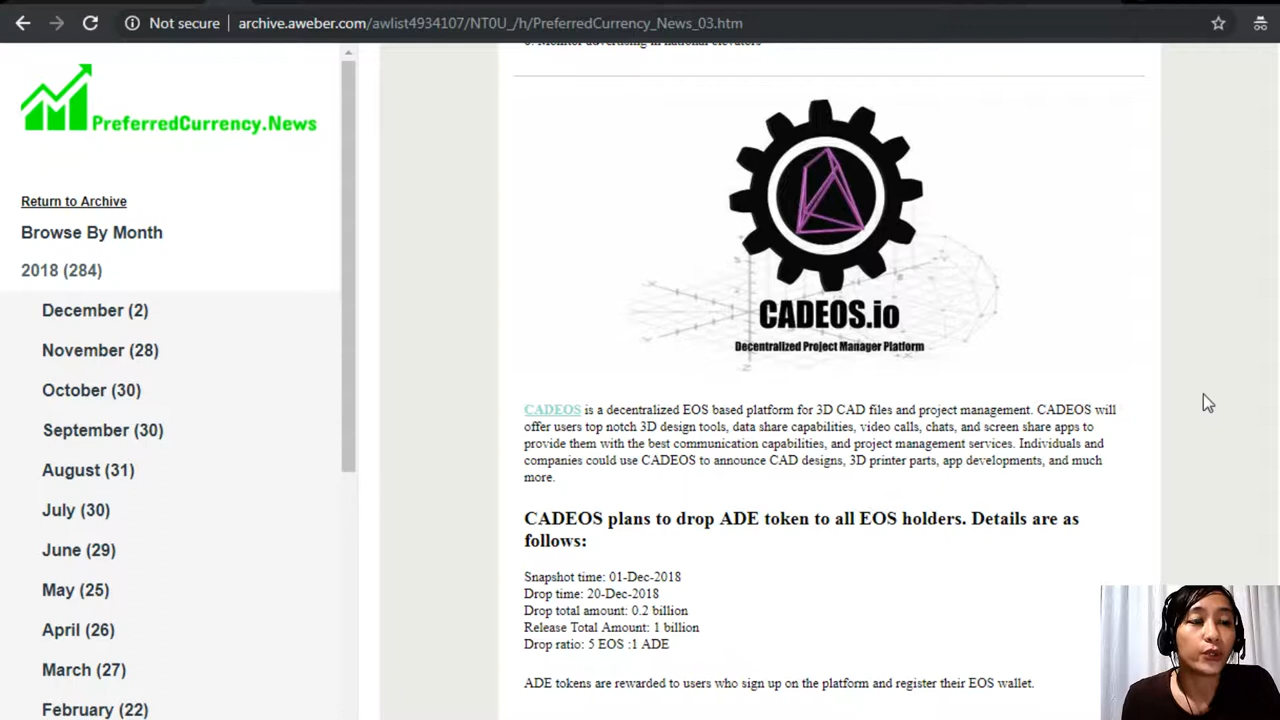 Not secure archive.aweber.com/awlist4934107/NT0U_/h/PreferredCurrency_News_03.htm
PreferredCurrency.News
Return to Archive
Browse By Month
2018 (284)
December (2)
November (28)
October (30)
September (30)
August (31)
July (30)
June (29)
May (25)
April (26)
March (27)
February (22)
CADEOS.io
Decentralized Project Manager Platform
CADEOS is a decentralized EOS based platform for 3D CAD files and project management. CADEOS will
offer users top notch 3D design tools, data share capabilities, video calls, chats, and screen share apps to
provide them with the best communication capabilities, and project management services. Individuals and
companies could use CADEOS to announce CAD designs, 3D printer parts, app developments, and much
more.
CADEOS plans to drop ADE token to all EOS holders. Details are as
follows:
Snapshot time: 01-Dec-2018
Drop time: 20-Dec-2018
Drop total amount: 0.2 billion
Release Total Amount: 1 billion
Drop ratio: 5 EOS :1 ADE
ADE tokens are rewarded to users who sign up on the platform and register their EOS wallet.